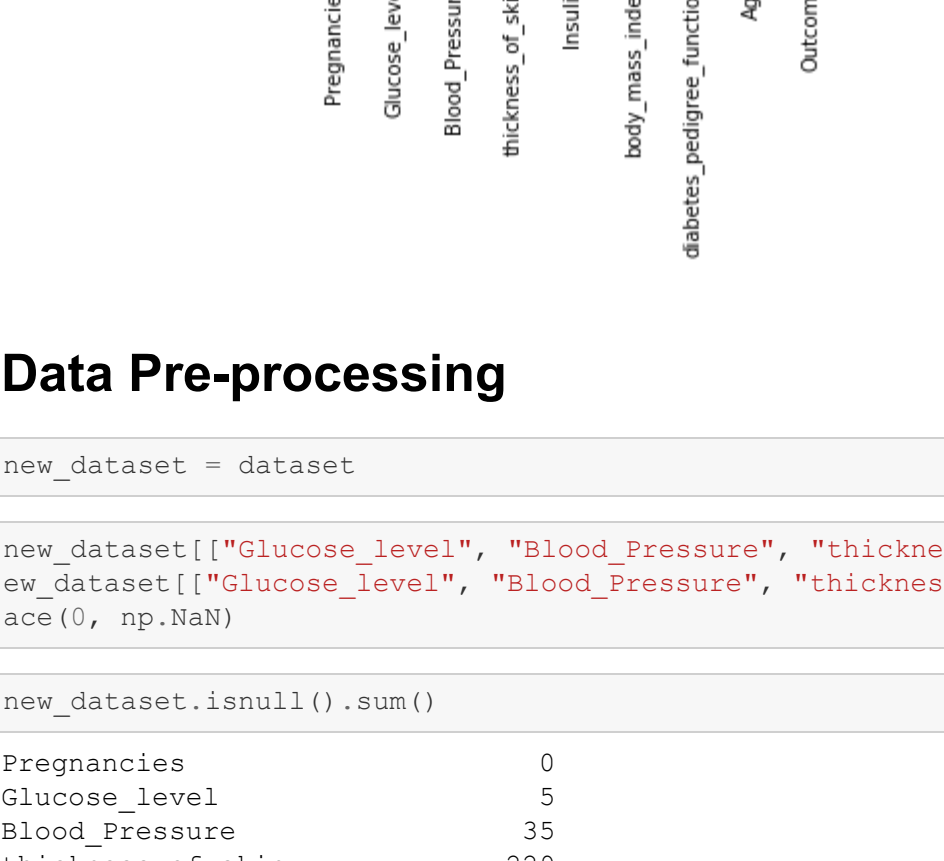 Pregnancie
Glucose_lev
Blood_Pressur
thickness_of_ski
Insuli
body_mass_inde
diabetes_pedigree_functio
Ag
Outcom
Data Pre-processing
new_dataset = dataset
new_dataset[["Glucose_level", "Blood_Pressure", "thickne
ew_dataset[["Glucose_level", "Blood_Pressure", "thicknes
ace(0, np.NaN)
new_dataset.isnull().sum()
Pregnancies 0
Glucose_level 5
Blood_Pressure 35